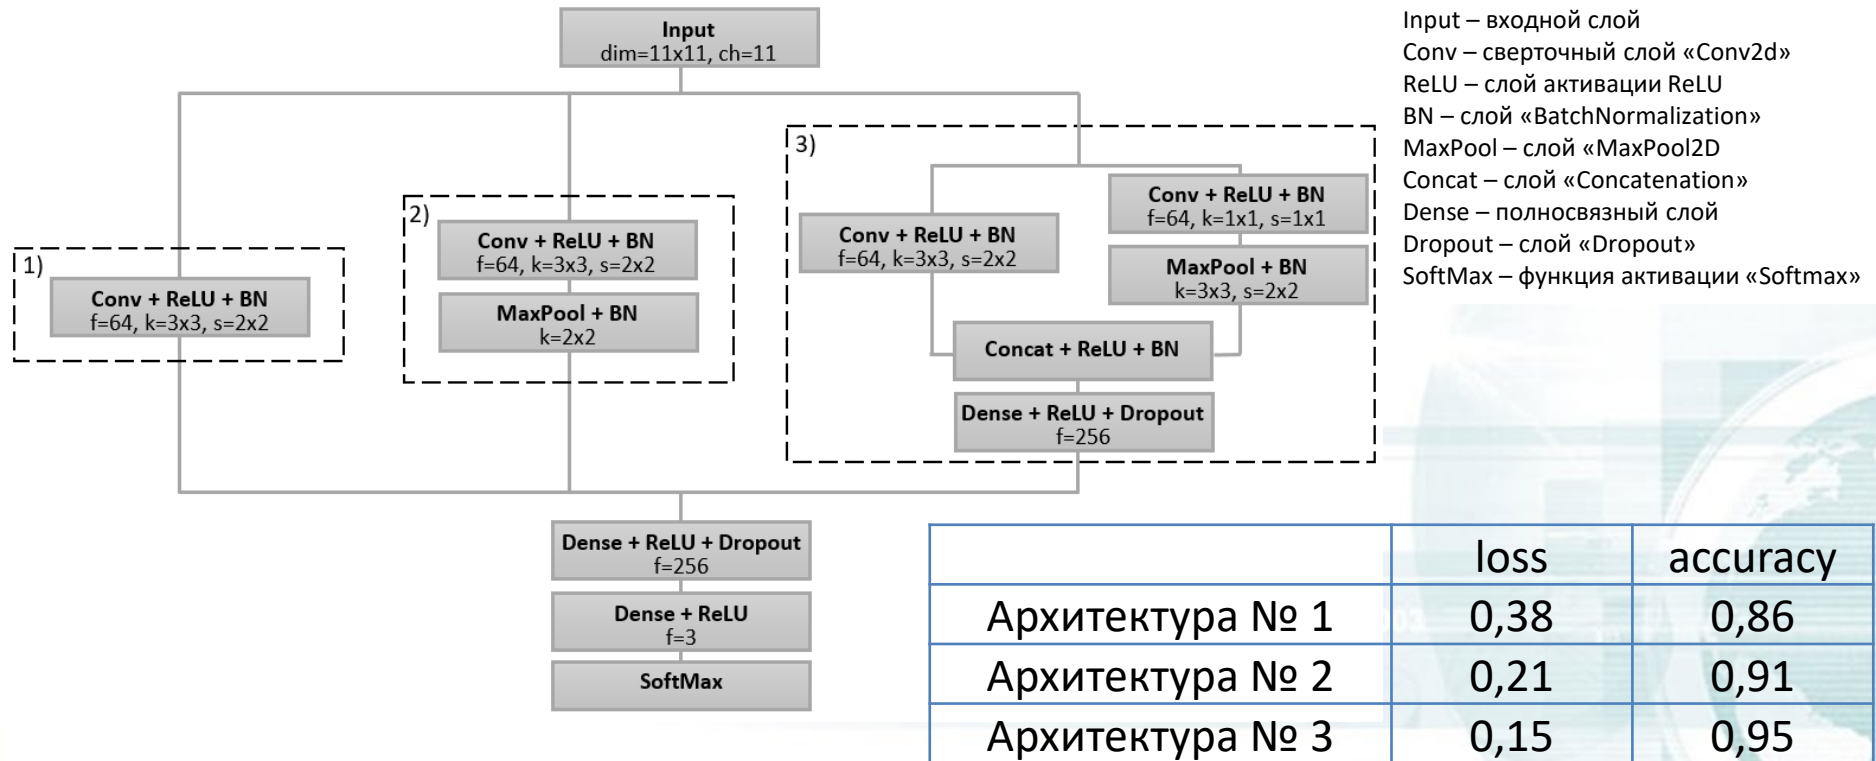 Input
dim=11x11, ch=11
1)
Conv + ReLU + BN
f=64, k=3x3, s=2x2
2)
Conv + ReLU + BN
f=64, k=3x3, s=2x2
MaxPool + BN
k=2x2
3)
Conv + ReLU + BN
f=64, k=3x3, s=2x2
Conv + ReLU + BN
f=64, k=1x1, s=1x1
MaxPool + BN
k=3x3, s=2x2
Concat + ReLU + BN
Dense + ReLU + Dropout
f=256
Dense + ReLU + Dropout
f=256
Dense + ReLU
f=3
SoftMax
Input – входной слой
Conv – сверточный слой «Conv2d»
ReLU – слой активации ReLU
BN – слой «BatchNormalization»
MaxPool – слой «MaxPool2D
Concat – слой «Concatenation»
Dense – полносвязный слой
Dropout – слой «Dropout»
SoftMax – функция активации «Softmax»
loss accuracy
Архитектура № 1 0,38 0,86
Архитектура № 2 0,21 0,91
Архитектура № 3 0,15 0,95